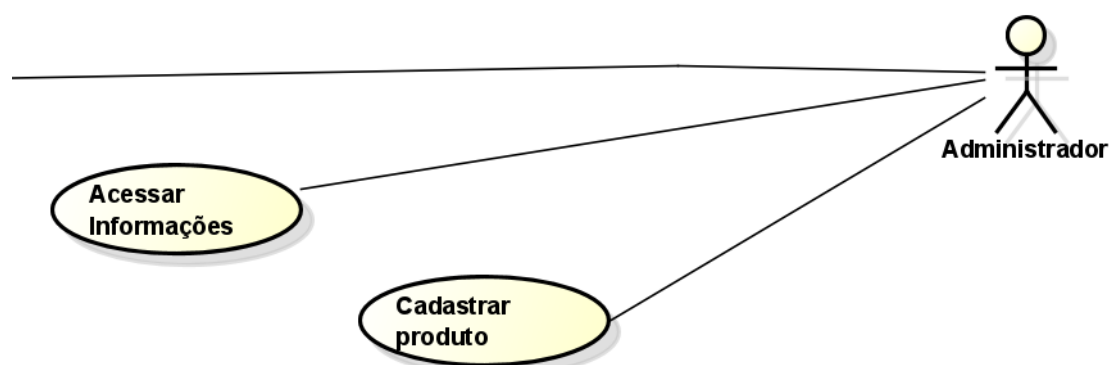 Administrador
Acessar
Informações
Cadastrar
produto